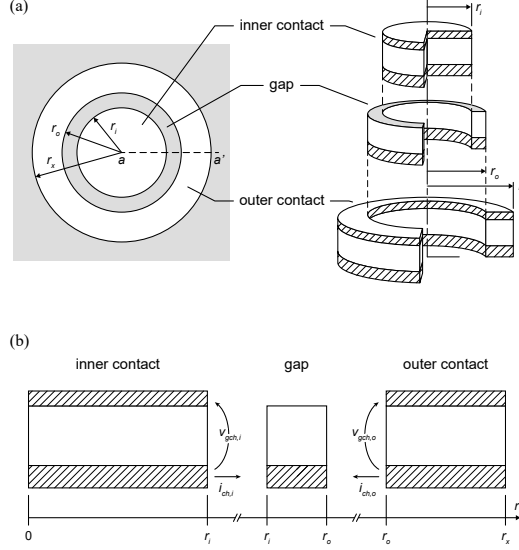 (a)
inner contact
gap
outer contact
r_i
r_o
r_x
a
a'
r_i
r_o
(b)
inner contact gap outer contact
v_gch,i
v_gch,o
i_ch,i
i_ch,o
r
0 r_i r_i r_o r_o r_x